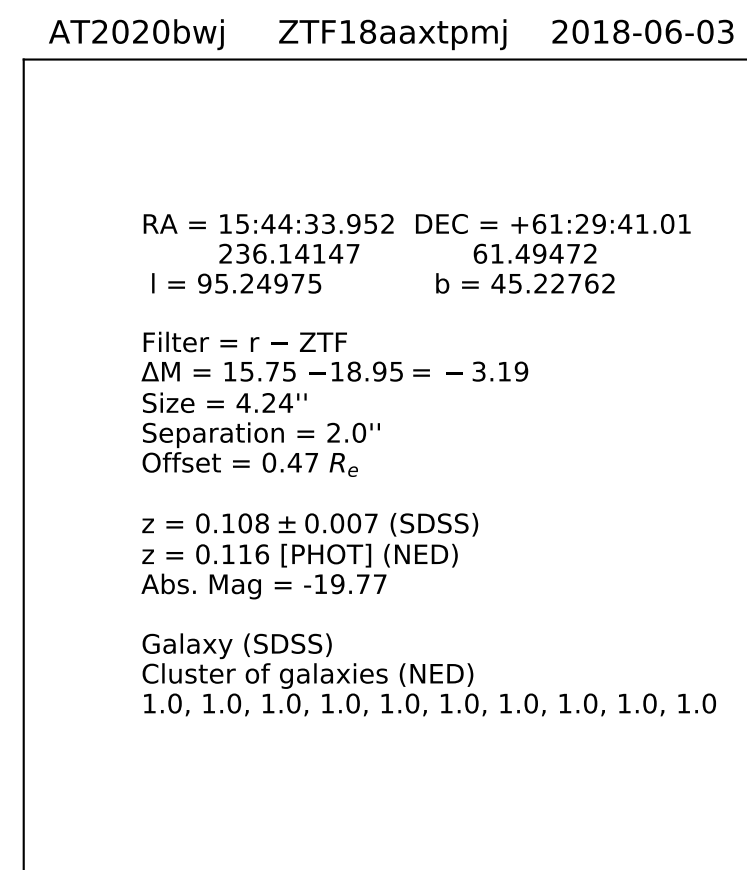 AT2020bwj ZTF18aaxtpmj 2018-06-03
RA = 15:44:33.952 DEC = +61:29:41.01
236.14147 61.49472
l = 95.24975 b = 45.22762
Filter = r − ZTF
ΔM = 15.75 −18.95 = − 3.19
Size = 4.24''
Separation = 2.0''
Offset = 0.47 Rₑ
z = 0.108 ± 0.007 (SDSS)
z = 0.116 [PHOT] (NED)
Abs. Mag = -19.77
Galaxy (SDSS)
Cluster of galaxies (NED)
1.0, 1.0, 1.0, 1.0, 1.0, 1.0, 1.0, 1.0, 1.0, 1.0